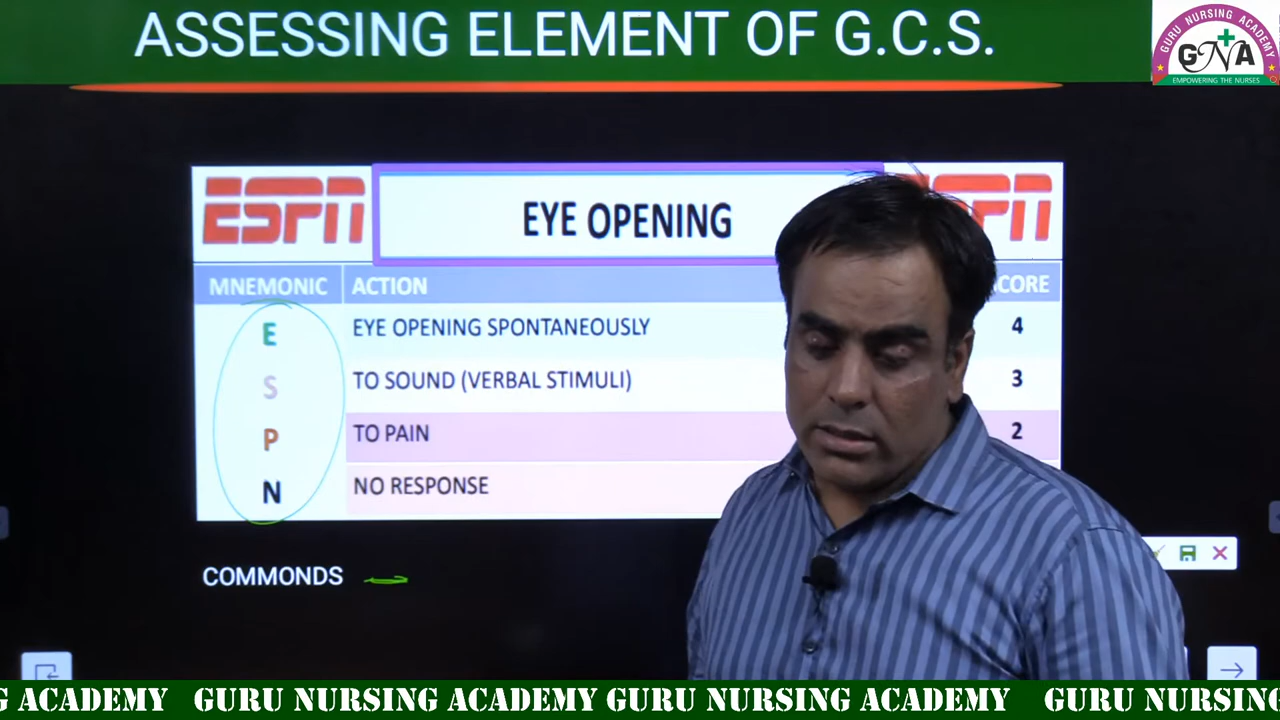 ASSESSING ELEMENT OF G.C.S.
GURU NURSING ACADEMY
GNA
EMPOWERING THE NURSES
ESPN
EYE OPENING
MNEMONIC ACTION
E EYE OPENING SPONTANEOUSLY 4
S TO SOUND (VERBAL STIMULI) 3
P TO PAIN 2
N NO RESPONSE
COMMONDS
G ACADEMY GURU NURSING ACADEMY GURU NURSING ACADEMY GURU NURSING